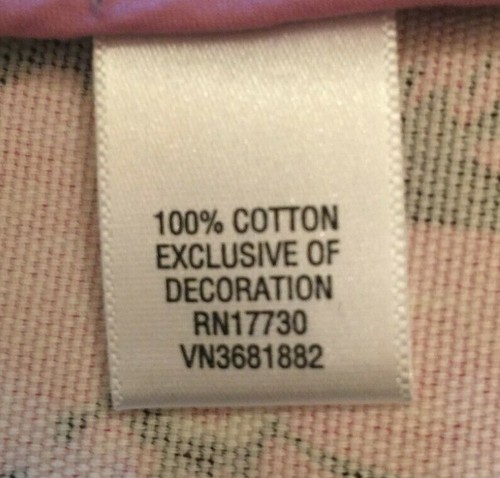 100% COTTON
EXCLUSIVE OF
DECORATION
RN17730
VN3681882